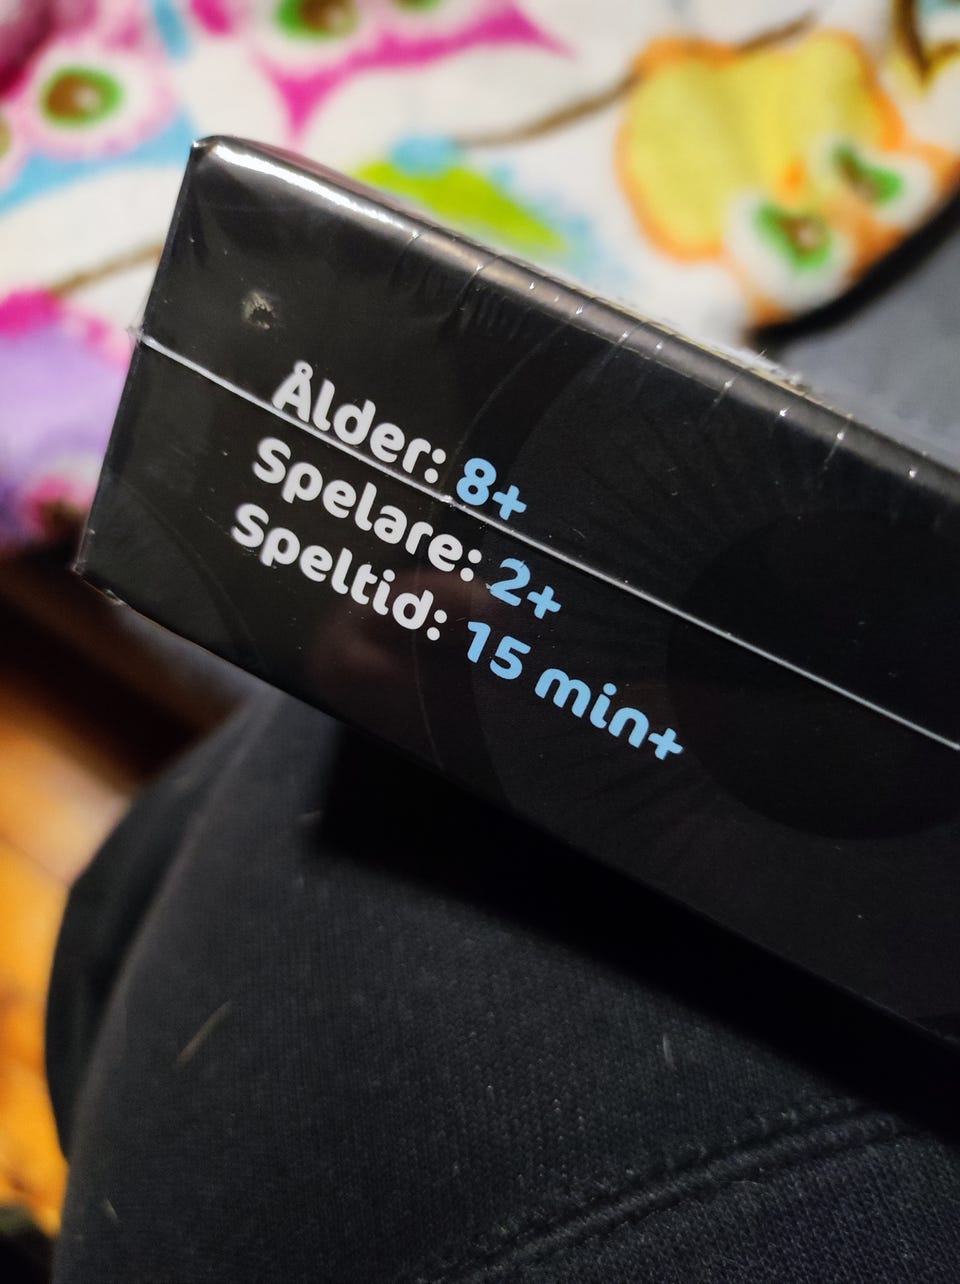 Ålder: 8+
Spelare: 2+
Speltid: 15 min+